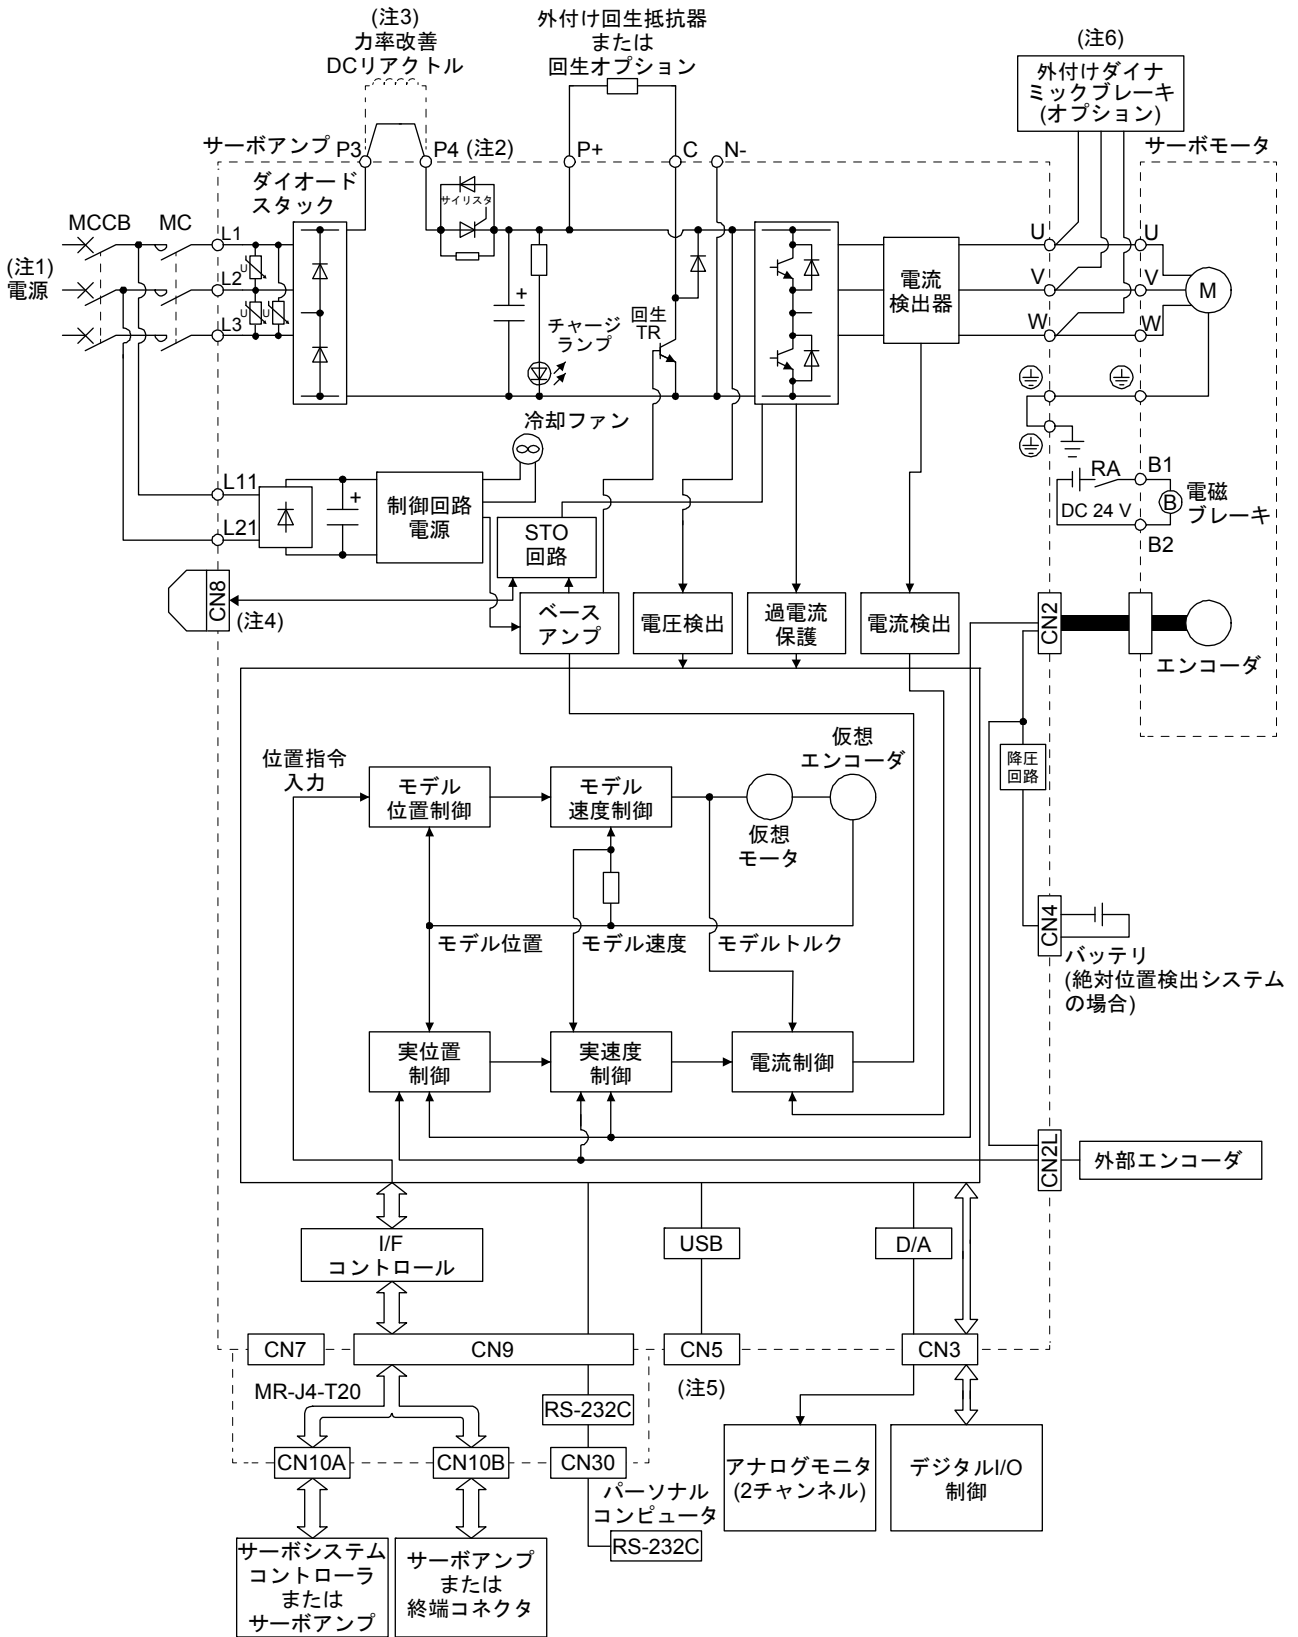 (注3)
力率改善
DCリアクトル
外付け回生抵抗器
または
回生オプション
(注6)
外付けダイナ
ミックブレーキ
(オプション)
サーボアンプ
P3
P4
(注2)
P+
C
N-
サーボモータ
ダイオード
スタック
サイリスタ
MCCB
MC
L1
U
U
(注1)
電源
L2
U
電流
検出器
V
V
M
+
U
U
L3
チャージ
ランプ
回生
TR
W
W
冷却ファン
L11
+
制御回路
電源
RA
B1
DC 24 V
B
電磁
ブレーキ
L21
STO
回路
B2
CN8
(注4)
ベース
アンプ
電圧検出
過電流
保護
電流検出
CN2
エンコーダ
位置指令
入力
モデル
位置制御
モデル
速度制御
仮想
エンコーダ
降圧
回路
仮想
モータ
モデル位置
モデル速度
モデルトルク
CN4
バッテリ
(絶対位置検出システム
の場合)
実位置
制御
実速度
制御
電流制御
CN2L
外部エンコーダ
I/F
コントロール
USB
D/A
CN7
CN9
CN5
CN3
MR-J4-T20
(注5)
RS-232C
CN10A
CN10B
CN30
アナログモニタ
(2チャンネル)
デジタルI/O
制御
パーソナル
コンピュータ
RS-232C
サーボシステム
コントローラ
または
サーボアンプ
サーボアンプ
または
終端コネクタ